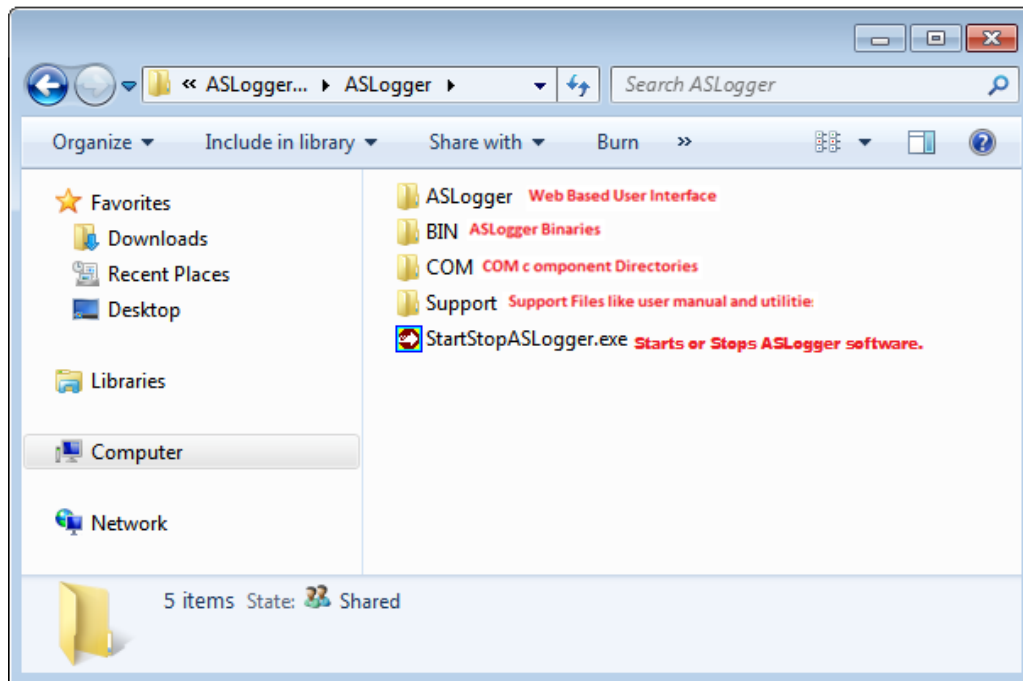 « ASLogger... ▸ ASLogger ▸ Search ASLogger
Organize Include in library Share with Burn »
Favorites
Downloads
Recent Places
Desktop
Libraries
Computer
Network
ASLogger Web Based User Interface
BIN ASLogger Binaries
COM COM c omponent Directories
Support Support Files like user manual and utilities
StartStopASLogger.exe Starts or Stops ASLogger software.
5 items State: Shared